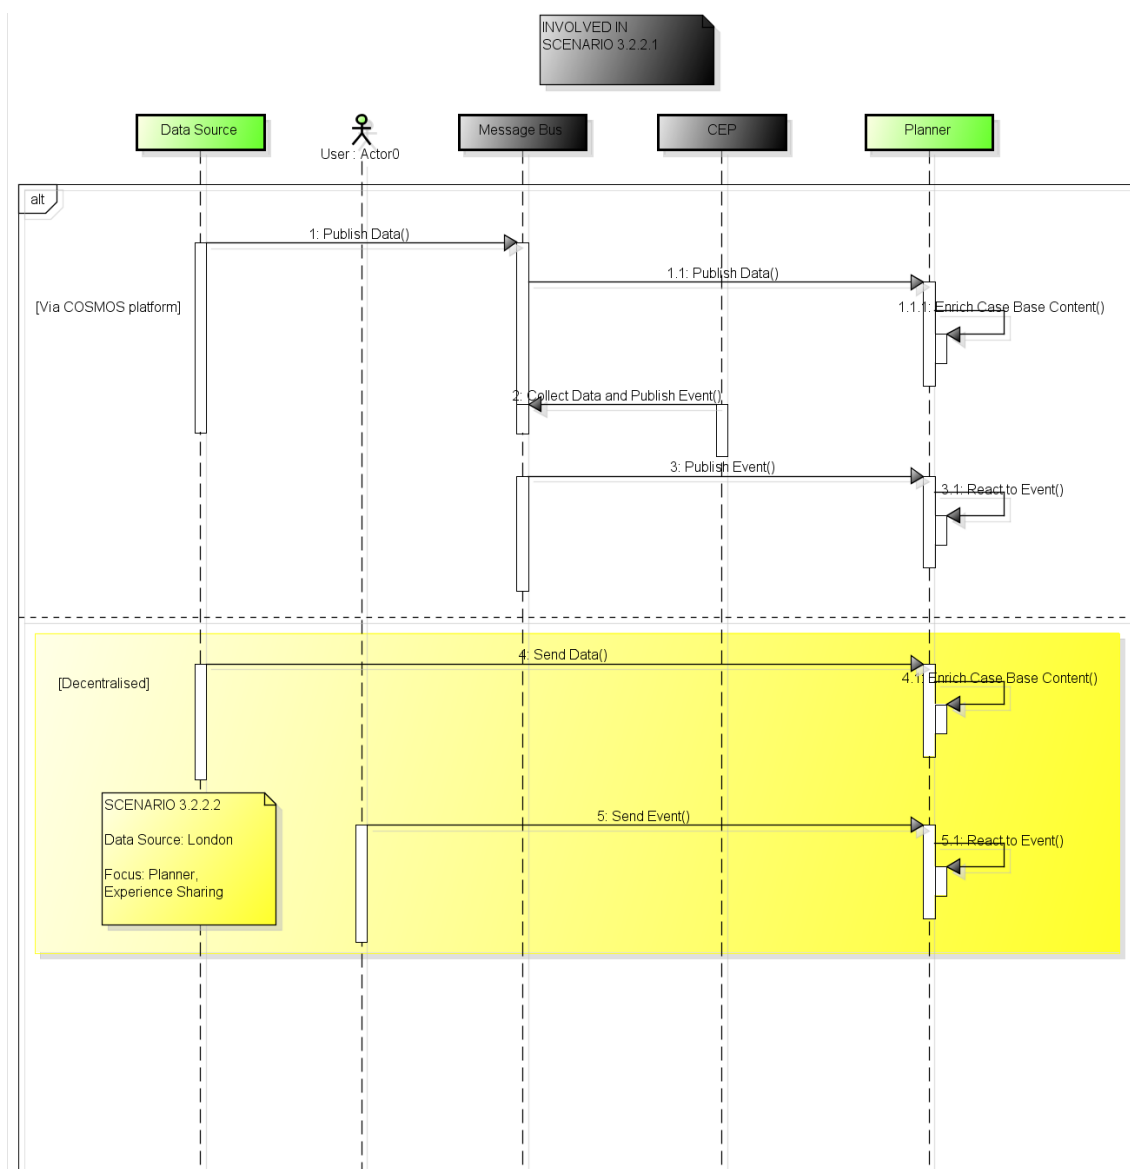 INVOLVED IN
SCENARIO 3.2.2.1
Data Source
User : Actor0
Message Bus
CEP
Planner
alt
1: Publish Data()
1.1: Publish Data()
[Via COSMOS platform]
1.1.1: Enrich Case Base Content()
2: Collect Data and Publish Event()
3: Publish Event()
3.1: React to Event()
4: Send Data()
[Decentralised]
4.1: Enrich Case Base Content()
SCENARIO 3.2.2.2
Data Source: London
Focus: Planner,
Experience Sharing
5: Send Event()
5.1: React to Event()